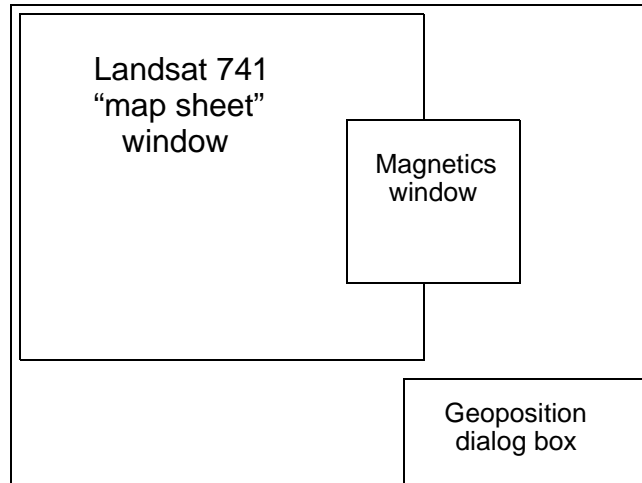 Landsat 741
“map sheet”
window
Magnetics
window
Geoposition
dialog box